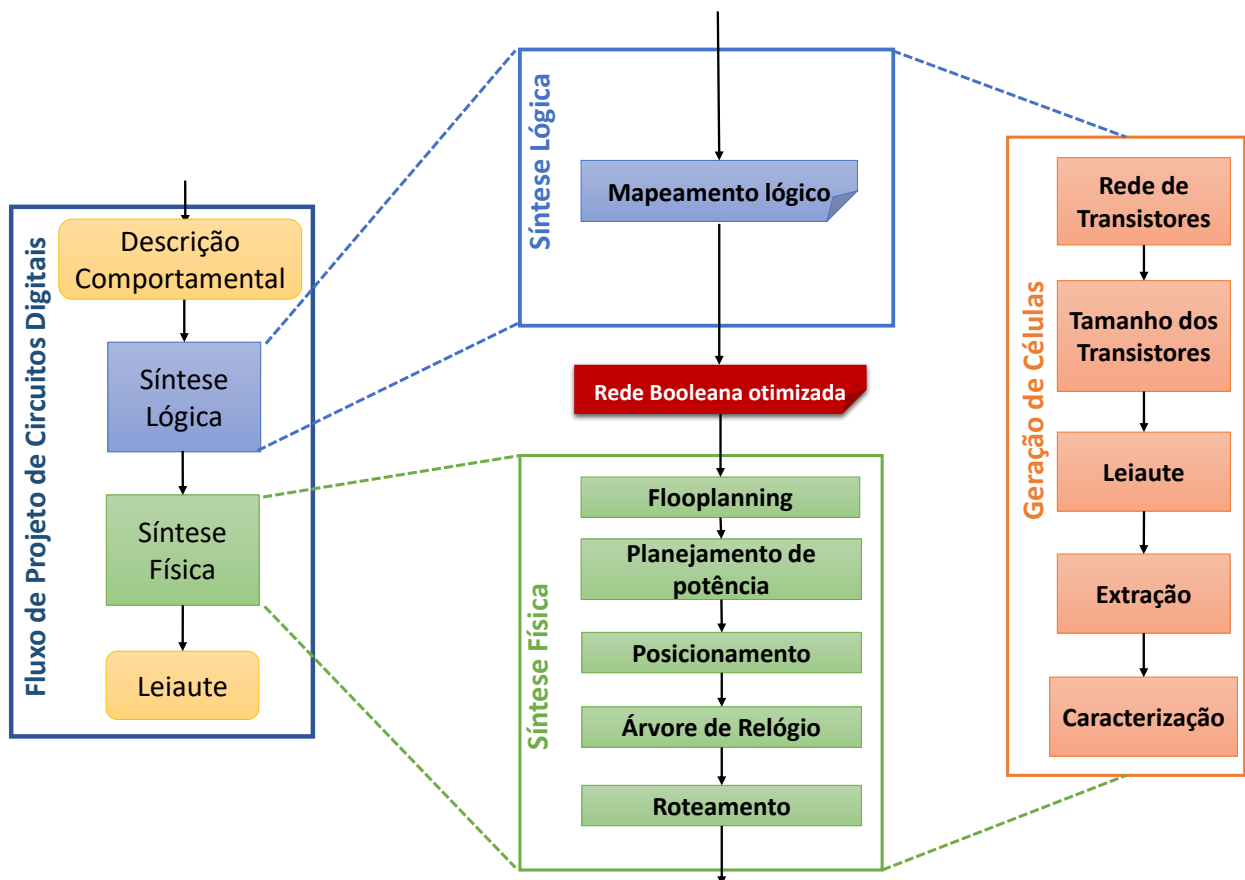 Fluxo de Projeto de Circuitos Digitais
Descrição
Comportamental
Síntese
Lógica
Síntese
Física
Leiaute
Síntese Lógica
Mapeamento lógico
Rede Booleana otimizada
Síntese Física
Flooplanning
Planejamento de
potência
Posicionamento
Árvore de Relógio
Roteamento
Geração de Células
Rede de
Transistores
Tamanho dos
Transistores
Leiaute
Extração
Caracterização